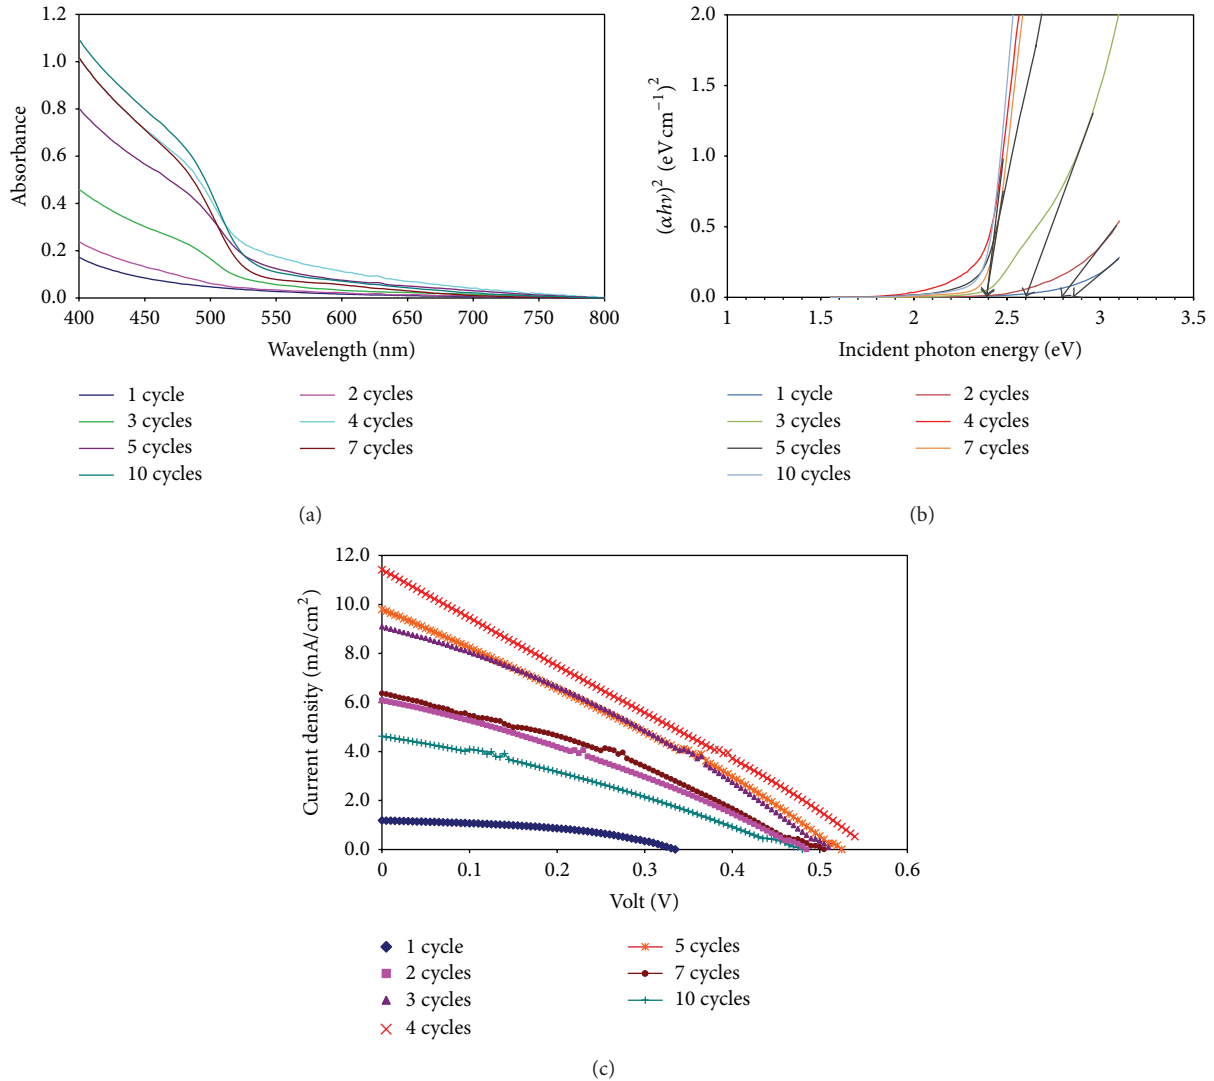 1.2
1.0
0.8
0.6
0.4
0.2
0.0
Absorbance
400 450 500 550 600 650 700 750 800
Wavelength (nm)
1 cycle 2 cycles
3 cycles 4 cycles
5 cycles 7 cycles
10 cycles
(a)
2.0
1.5
1.0
0.5
0.0
(αhν)² (eV cm⁻¹)²
1 1.5 2 2.5 3 3.5
Incident photon energy (eV)
1 cycle 2 cycles
3 cycles 4 cycles
5 cycles 7 cycles
10 cycles
(b)
12.0
10.0
8.0
6.0
4.0
2.0
0.0
Current density (mA/cm²)
0 0.1 0.2 0.3 0.4 0.5 0.6
Volt (V)
1 cycle 5 cycles
2 cycles 7 cycles
3 cycles 10 cycles
4 cycles
(c)